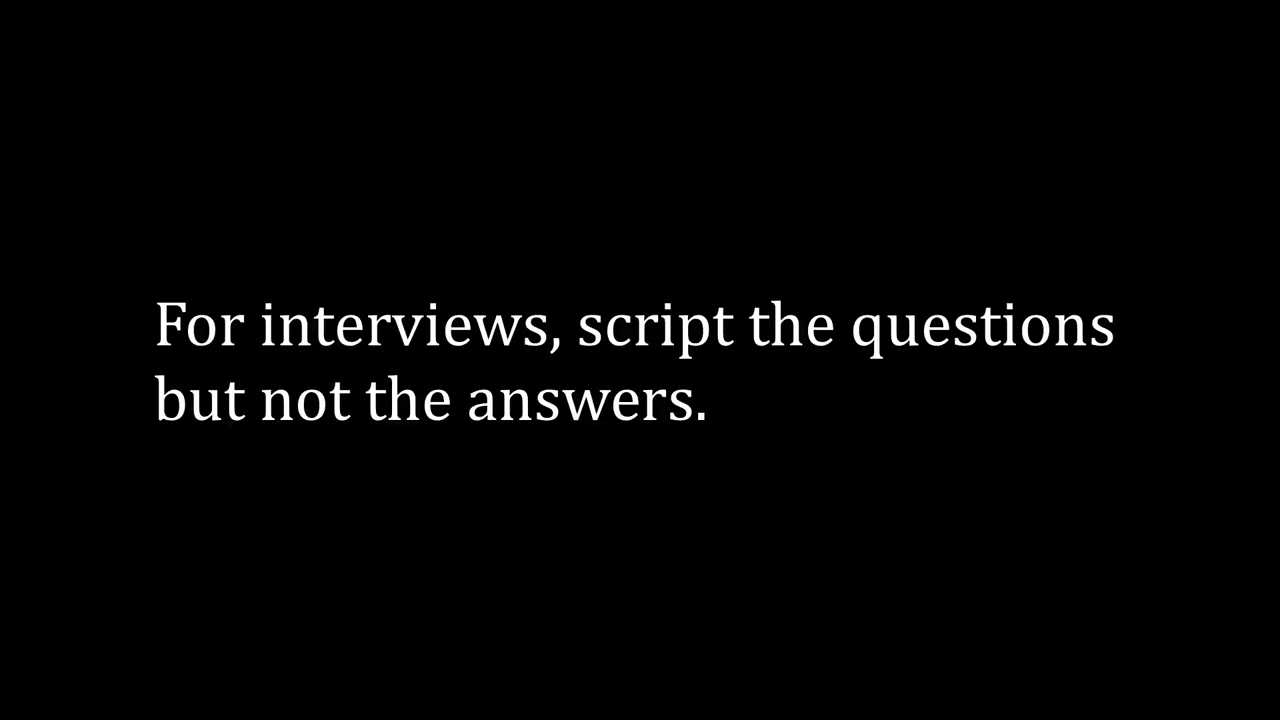 For interviews, script the questions
but not the answers.